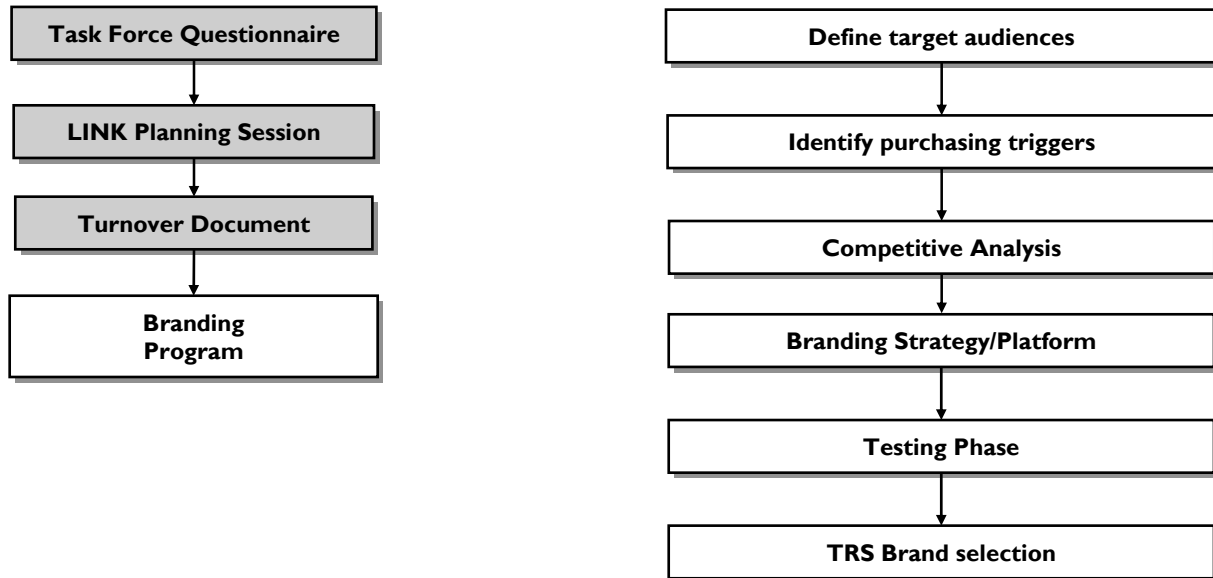 Task Force Questionnaire
LINK Planning Session
Turnover Document
Branding
Program
Define target audiences
Identify purchasing triggers
Competitive Analysis
Branding Strategy/Platform
Testing Phase
TRS Brand selection